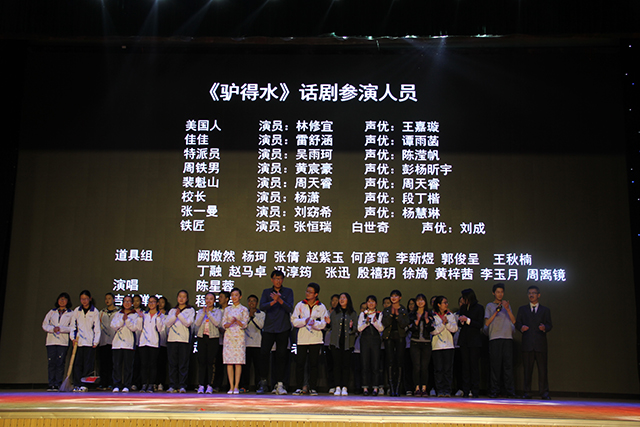 《驴得水》话剧参演人员
美国人 演员：林修宜 声优：王嘉璇
佳佳 演员：雷舒涵 声优：谭雨菡
特派员 演员：吴雨珂 声优：陈滢帆
周铁男 演员：黄宸豪 声优：彭杨昕宇
裴魁山 演员：周天睿 声优：周天睿
校长 演员：杨潇 声优：段丁楷
张一曼 演员：刘窈希 声优：杨慧琳
铁匠 演员：张恒瑞 白世奇 声优：刘成
道具组 阙傲然 杨珂 张倩 赵紫玉 何彦霏 李新煜 郭俊呈 王秋楠
丁融 赵马卓 冯淳筠 张迅 殷禧玥 徐旖 黄梓茜 李玉月 周离镜
演唱 陈星蓉